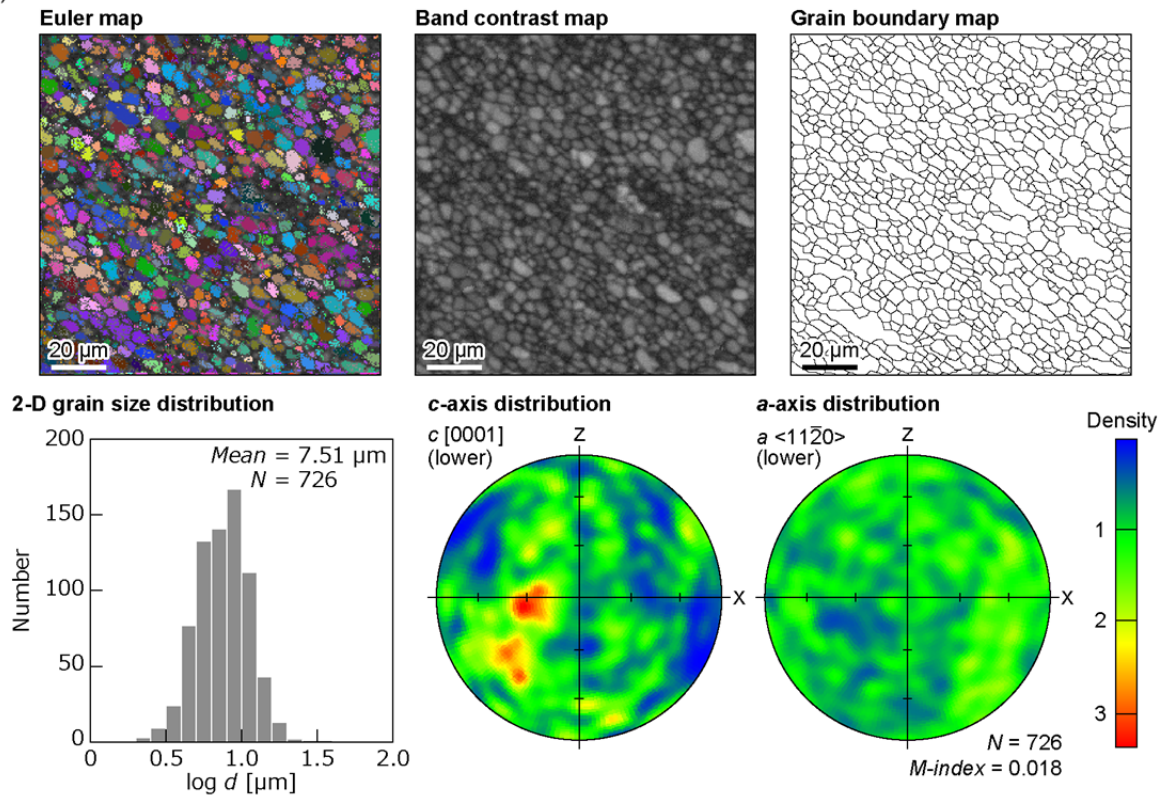 Euler map
Band contrast map
Grain boundary map
20 μm
20 μm
20 μm
2-D grain size distribution
c-axis distribution
a-axis distribution
200
150
100
50
0
Number
Mean = 7.51 μm
N = 726
0
0.5
1.0
1.5
2.0
log d [μm]
c [0001]
(lower)
Z
X
a <112̄0>
(lower)
Z
X
N = 726
M-index = 0.018
Density
1
2
3